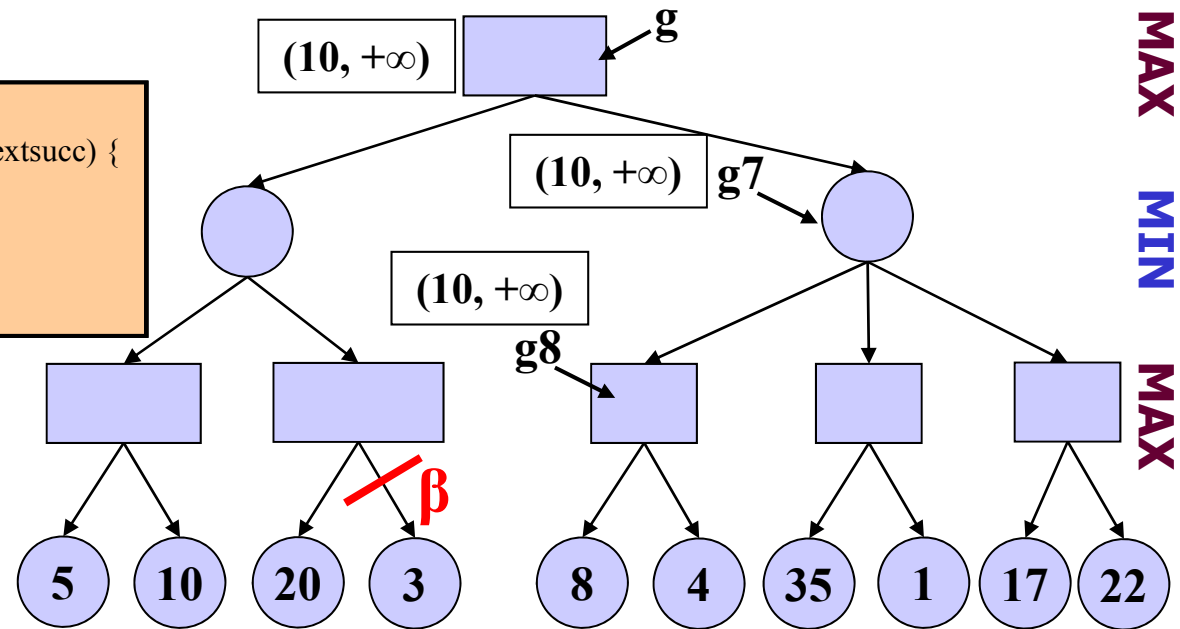 g
(10, +∞)
MAX
extsucc) {
(10, +∞)
g7
MIN
(10, +∞)
g8
MAX
β
5 10 20 3 8 4 35 1 17 22